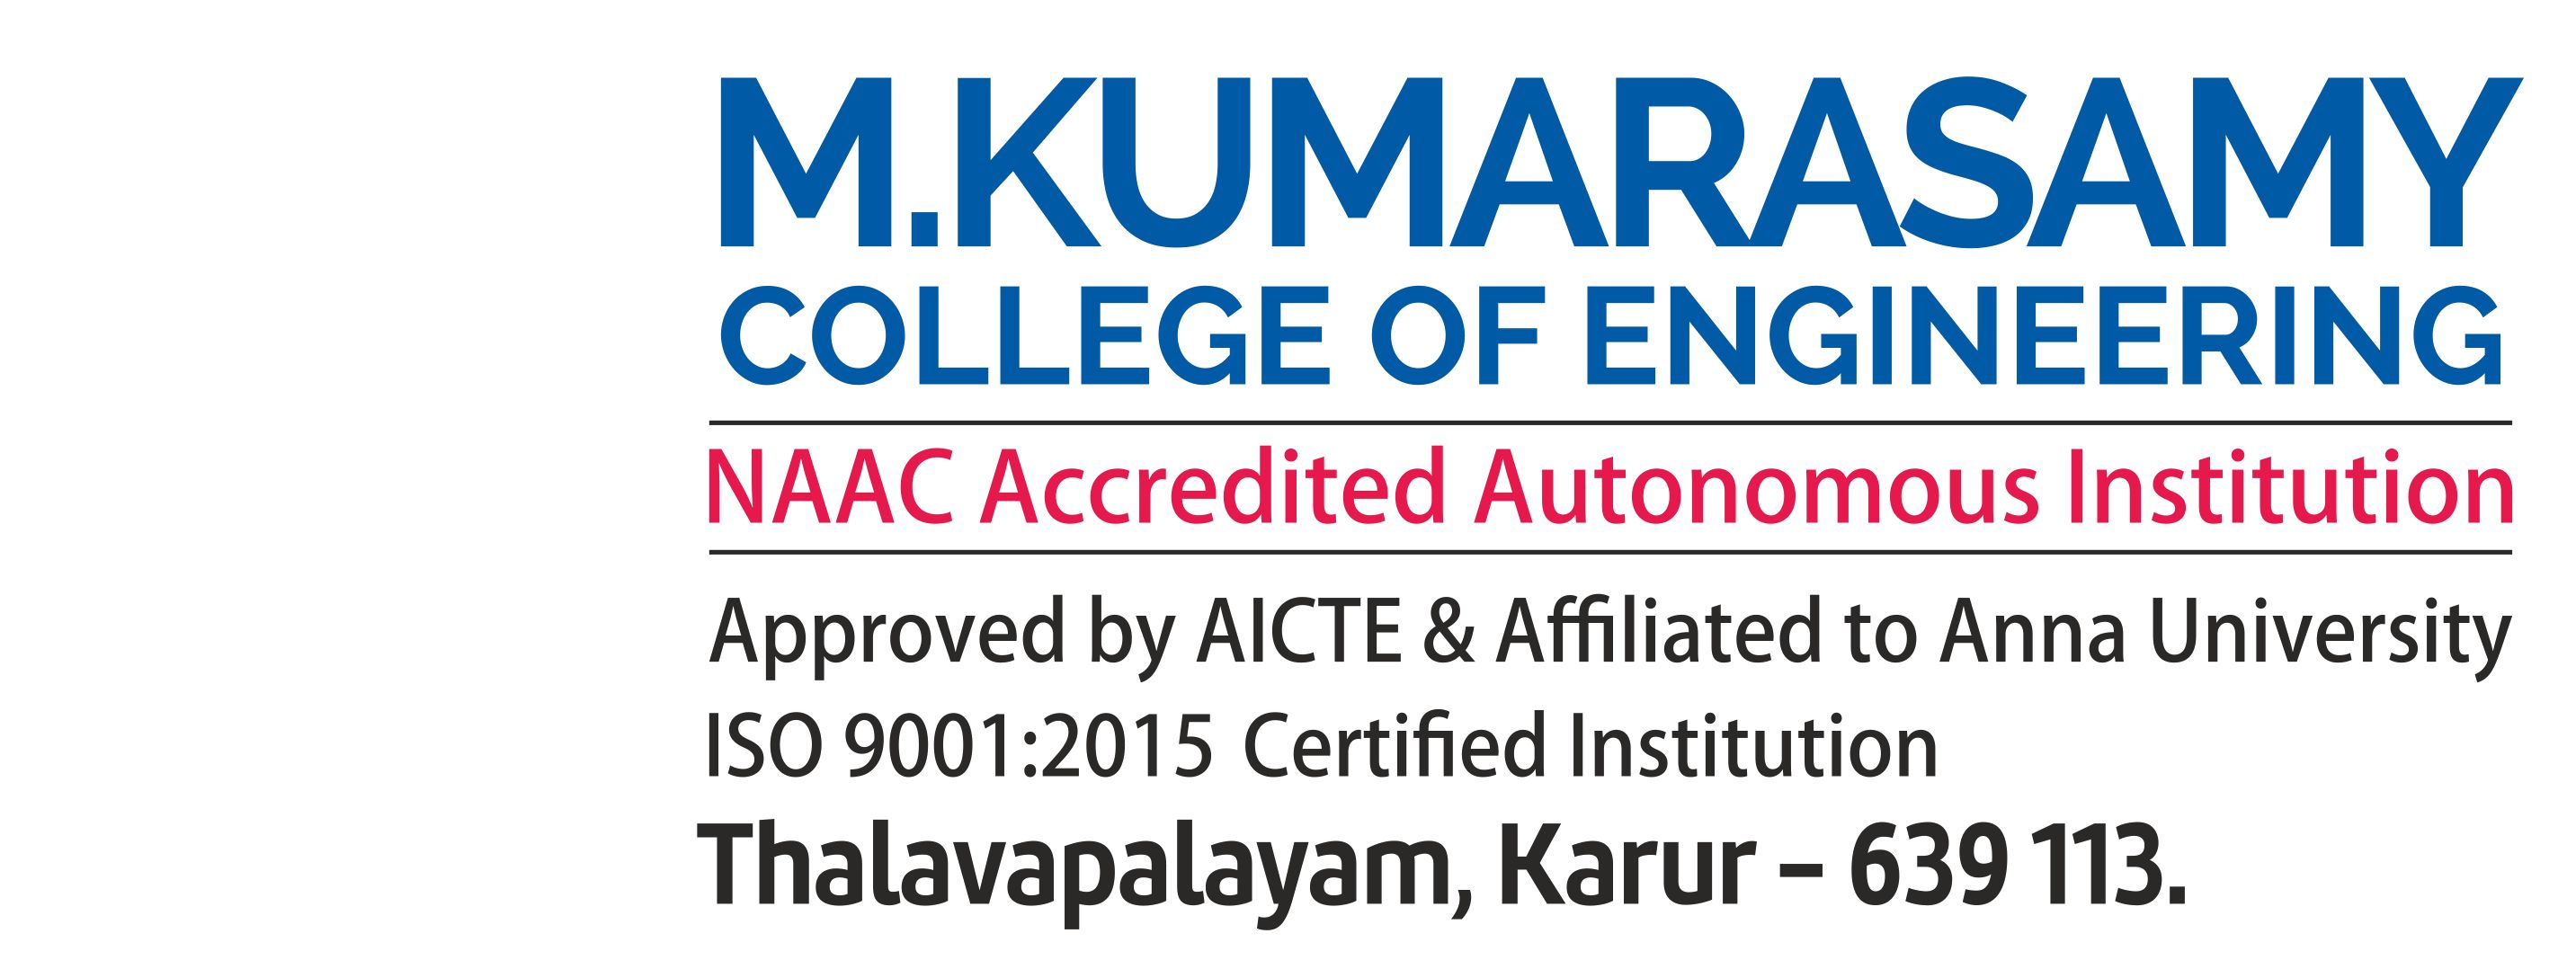 M.KUMARASAMY
COLLEGE OF ENGINEERING
NAAC Accredited Autonomous Institution
Approved by AICTE & Affiliated to Anna University
ISO 9001:2015 Certified Institution
Thalavapalayam, Karur – 639 113.